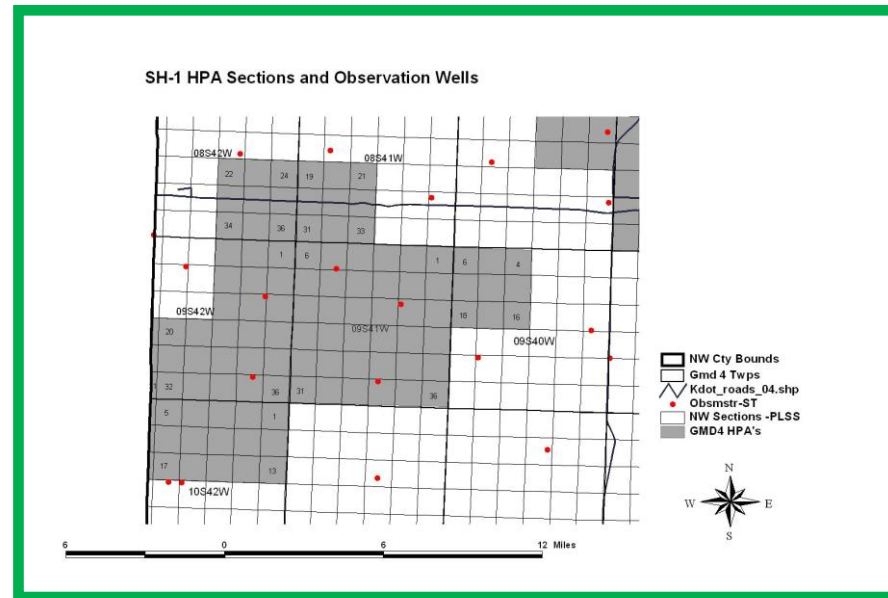 SH-1 HPA Sections and Observation Wells
08S42W
08S41W
22 24 19 21
34 36 31 33
1 6 1 6 4
18 16
09S42W
09S41W
09S40W
20
32 36 31 36
5 1
17 13
10S42W
NW Cty Bounds
Gmd 4 Twps
Kdot_roads_04.shp
Obsmstr-ST
NW Sections -PLSS
GMD4 HPA's
N
W E
S
6 0 6 12 Miles